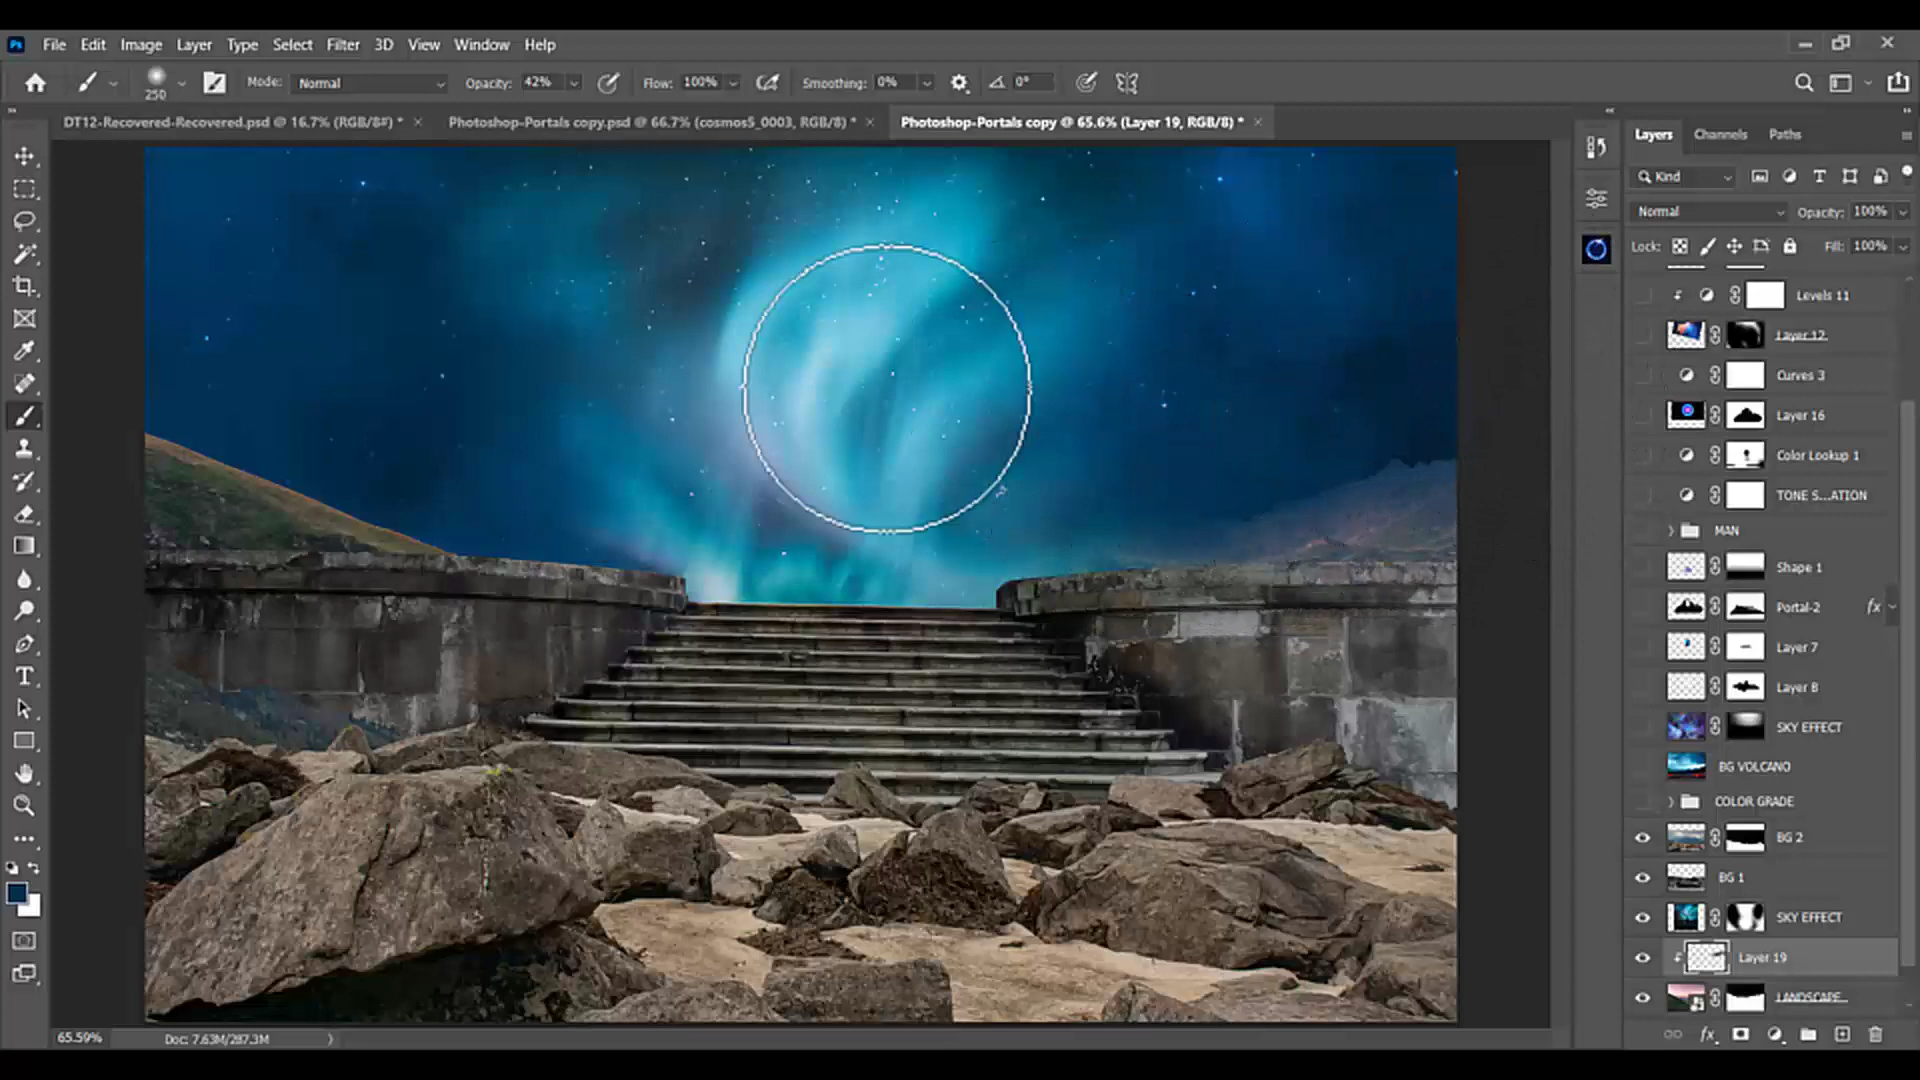 Ps File Edit Image Layer Type Select Filter 3D View Window Help
250 Mode: Normal Opacity: 42% Flow: 100% Smoothing: 0% 0°
DT12-Recovered-Recovered.psd @ 16.7% (RGB/8#) * × Photoshop-Portals copy.psd @ 66.7% (cosmos5_0003, RGB/8) * × Photoshop-Portals copy @ 65.6% (Layer 19, RGB/8) * ×
Layers Channels Paths
Kind
Normal Opacity: 100%
Lock: Fill: 100%
Levels 11
Layer 12
Curves 3
Layer 16
Color Lookup 1
TONE S...ATION
MAN
Shape 1
Portal-2 fx
Layer 7
Layer 8
SKY EFFECT
BG VOLCANO
COLOR GRADE
BG 2
BG 1
SKY EFFECT
Layer 19
LANDSCAPE
65.59% Doc: 7.63M/287.3M
fx